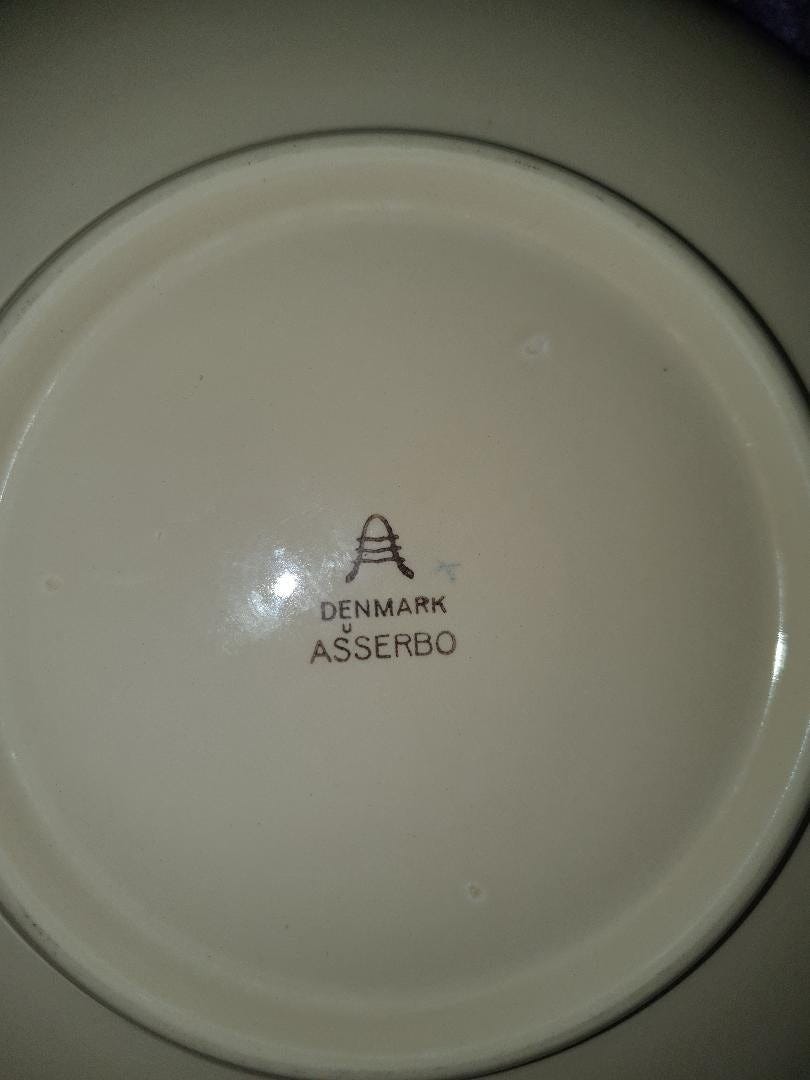 A
DENMARK
U
ASSERBO